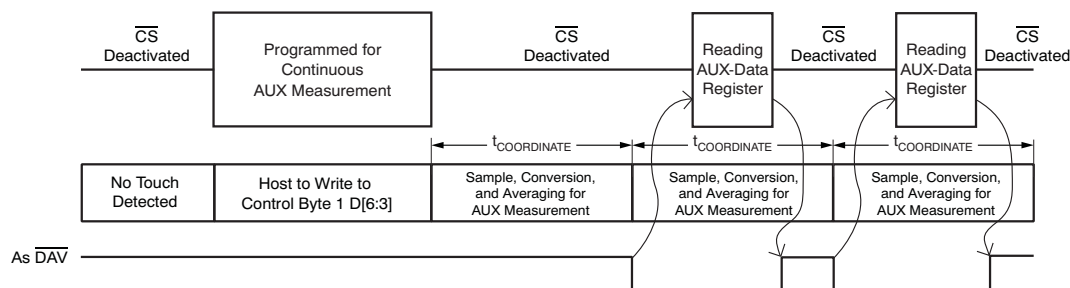 CS
Deactivated
Programmed for
Continuous
AUX Measurement
CS
Deactivated
Reading
AUX-Data
Register
CS
Deactivated
Reading
AUX-Data
Register
CS
Deactivated
tCOORDINATE
tCOORDINATE
tCOORDINATE
No Touch
Detected
Host to Write to
Control Byte 1 D[6:3]
Sample, Conversion,
and Averaging for
AUX Measurement
Sample, Conversion,
and Averaging for
AUX Measurement
Sample, Conversion,
and Averaging for
AUX Measurement
As DAV